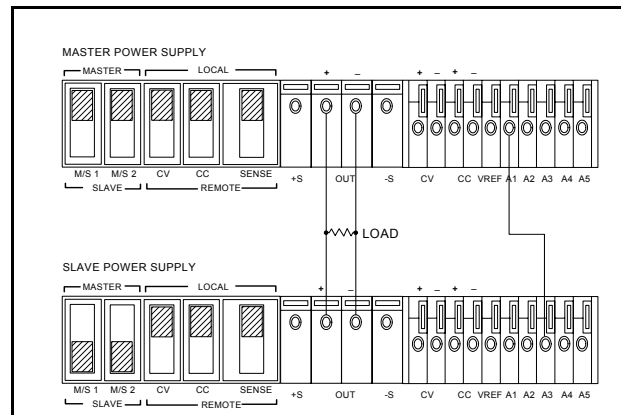 MASTER POWER SUPPLY
MASTER LOCAL
+ – + – + –
M/S 1 M/S 2 CV CC SENSE +S OUT -S CV CC VREF A1 A2 A3 A4 A5
SLAVE REMOTE
LOAD
SLAVE POWER SUPPLY
MASTER LOCAL
+ – + – + –
M/S 1 M/S 2 CV CC SENSE +S OUT -S CV CC VREF A1 A2 A3 A4 A5
SLAVE REMOTE